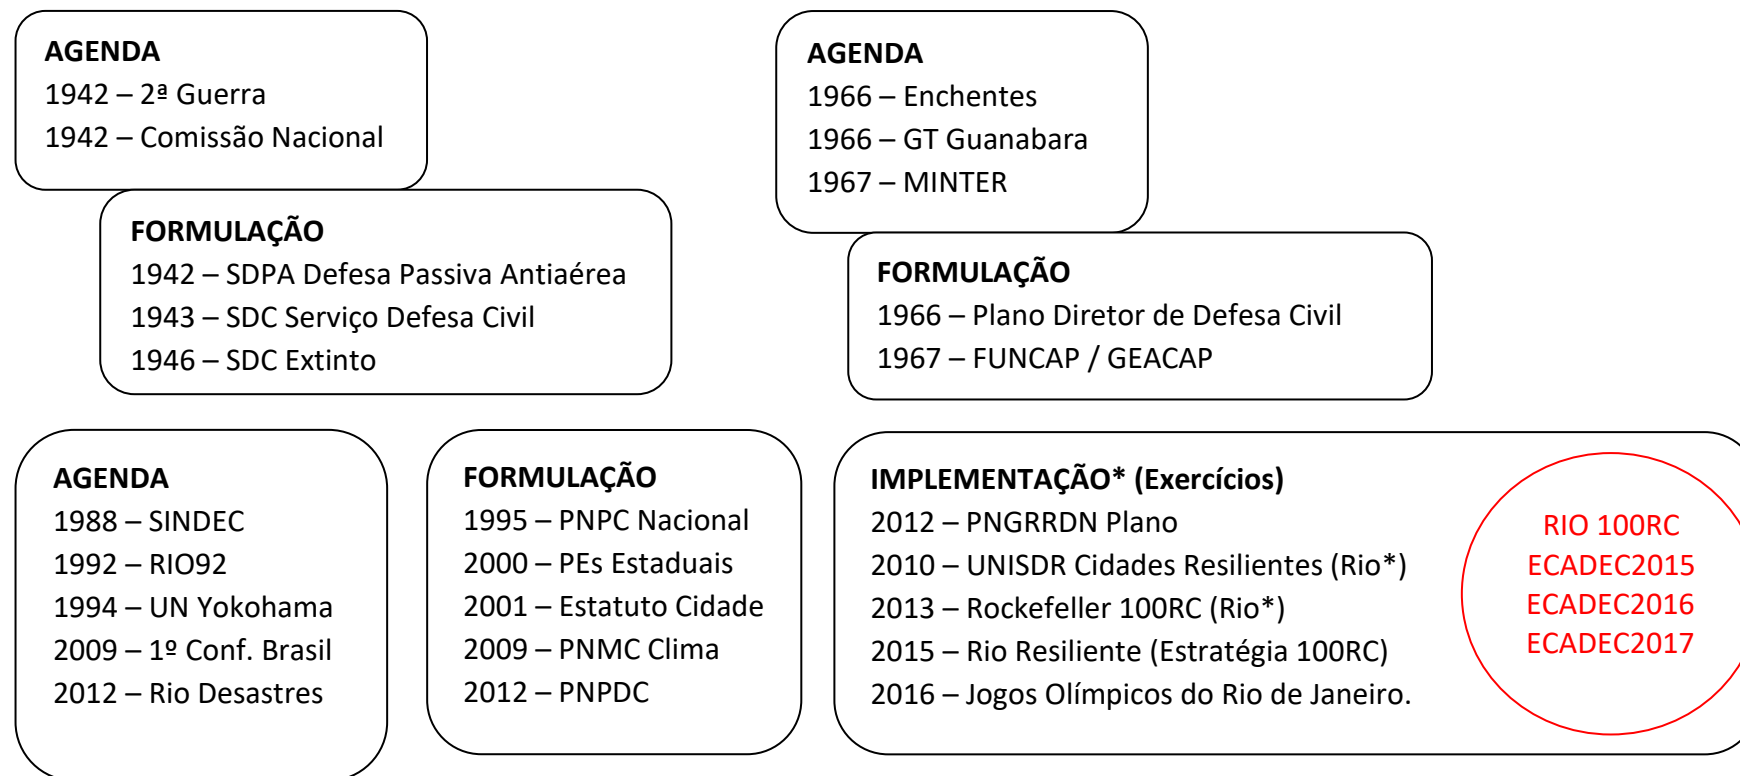 AGENDA
1942 – 2ª Guerra
1942 – Comissão Nacional
FORMULAÇÃO
1942 – SDPA Defesa Passiva Antiaérea
1943 – SDC Serviço Defesa Civil
1946 – SDC Extinto
AGENDA
1966 – Enchentes
1966 – GT Guanabara
1967 – MINTER
FORMULAÇÃO
1966 – Plano Diretor de Defesa Civil
1967 – FUNCAP / GEACAP
AGENDA
1988 – SINDEC
1992 – RIO92
1994 – UN Yokohama
2009 – 1º Conf. Brasil
2012 – Rio Desastres
FORMULAÇÃO
1995 – PNPC Nacional
2000 – PEs Estaduais
2001 – Estatuto Cidade
2009 – PNMC Clima
2012 – PNPDC
IMPLEMENTAÇÃO* (Exercícios)
2012 – PNGRRDN Plano
2010 – UNISDR Cidades Resilientes (Rio*)
2013 – Rockefeller 100RC (Rio*)
2015 – Rio Resiliente (Estratégia 100RC)
2016 – Jogos Olímpicos do Rio de Janeiro.
RIO 100RC
ECADEC2015
ECADEC2016
ECADEC2017